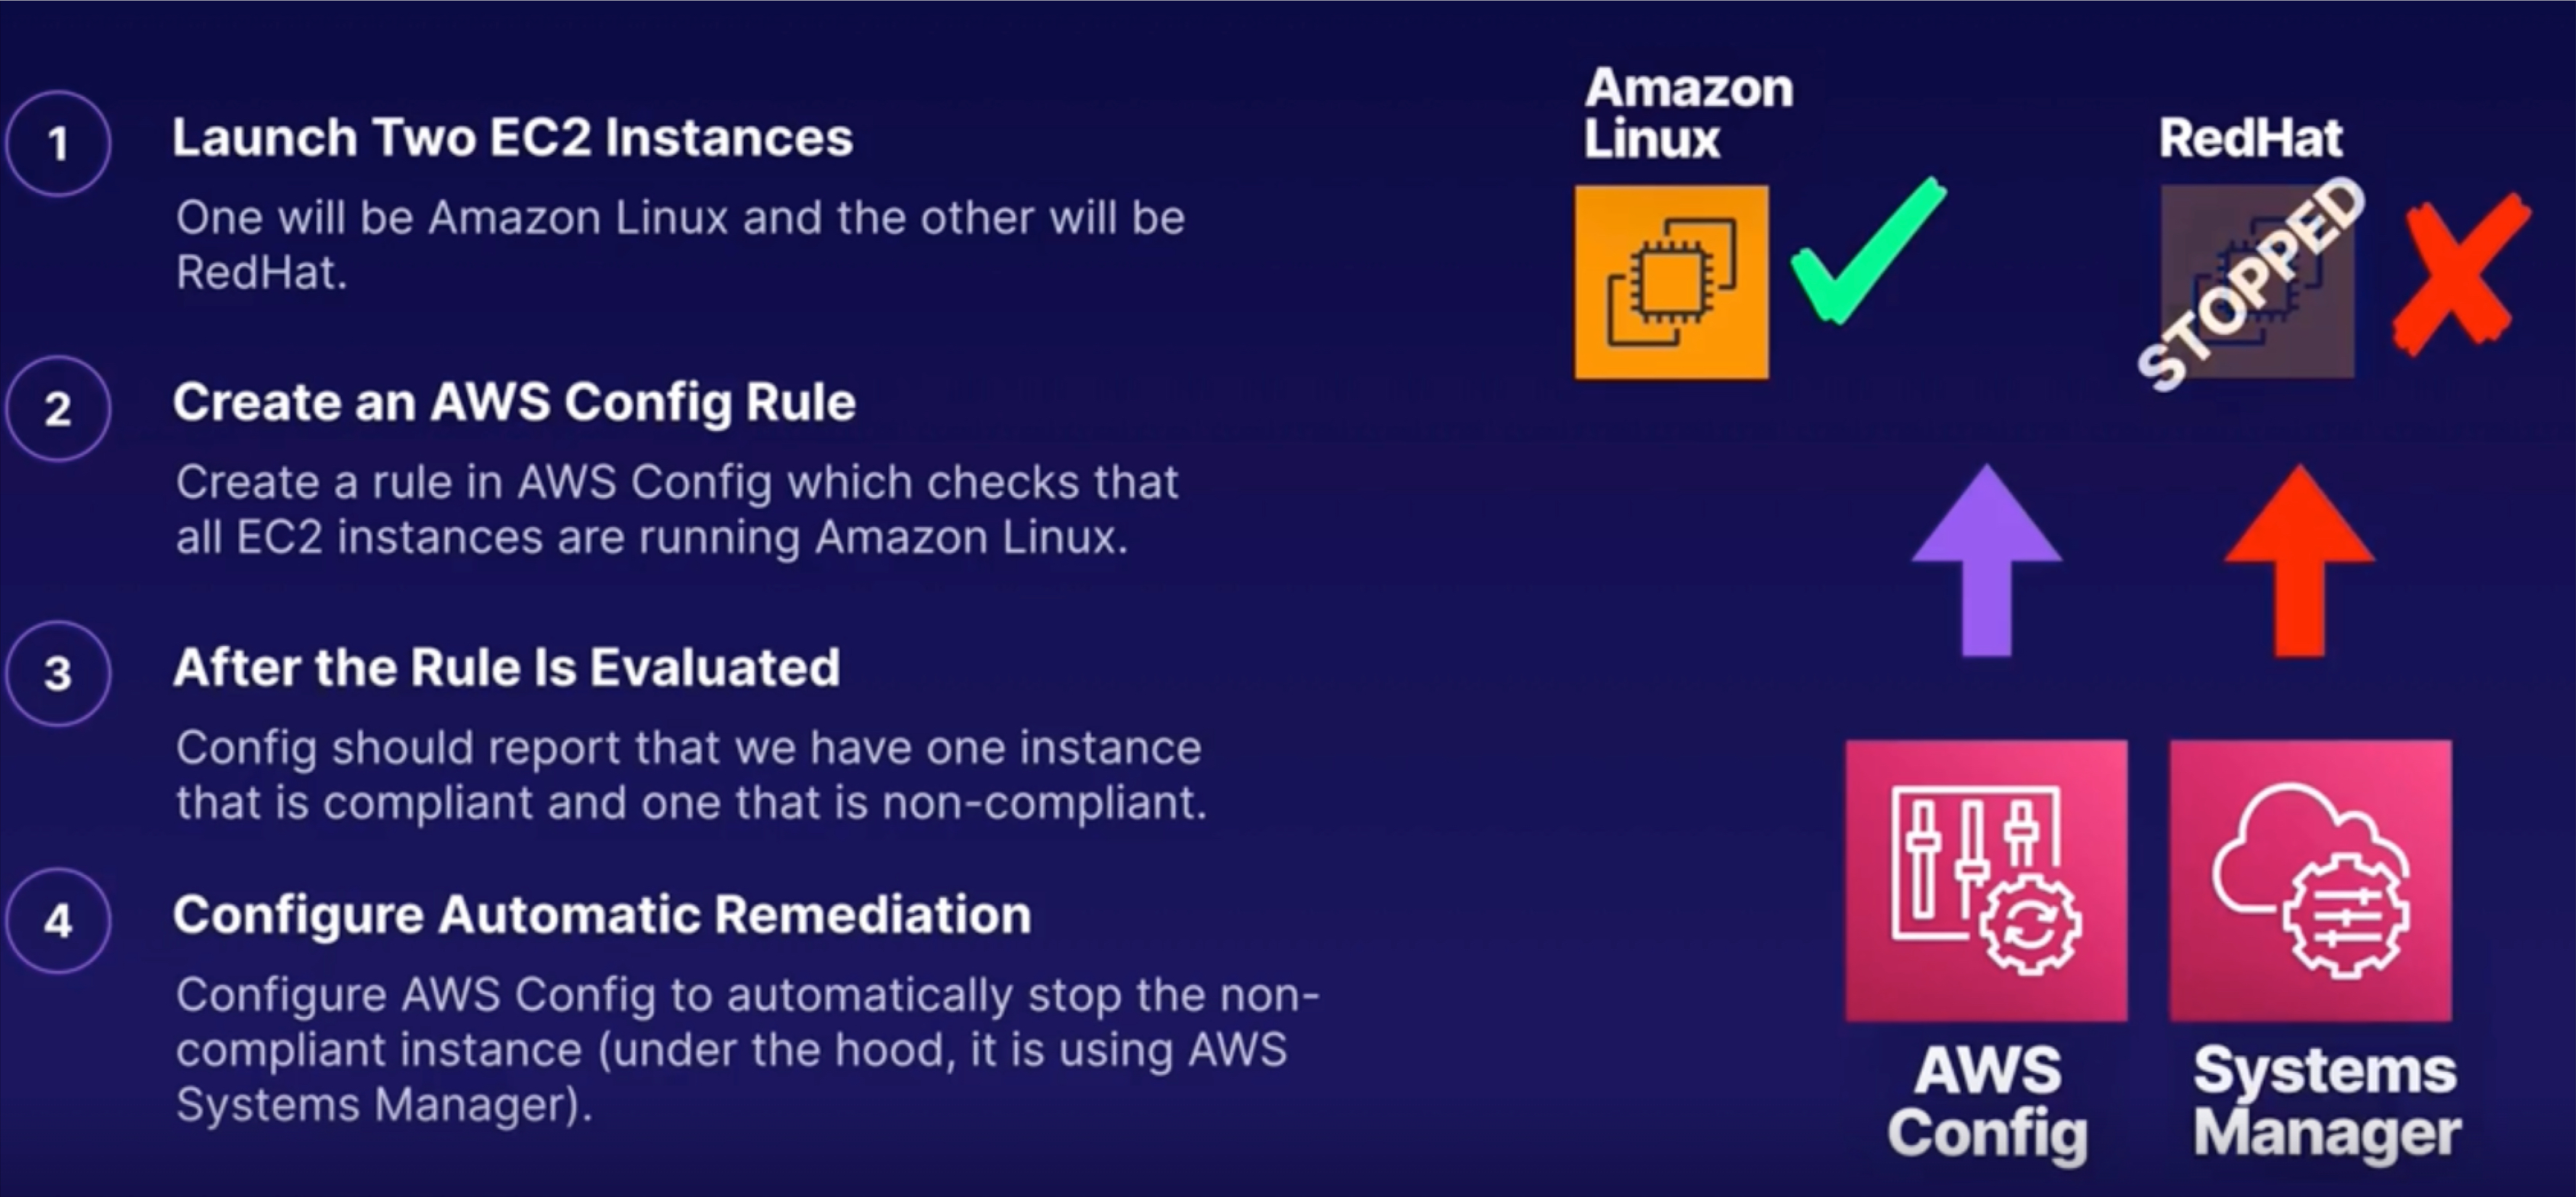 1
Launch Two EC2 Instances
One will be Amazon Linux and the other will be
RedHat.
2
Create an AWS Config Rule
Create a rule in AWS Config which checks that
all EC2 instances are running Amazon Linux.
3
After the Rule Is Evaluated
Config should report that we have one instance
that is compliant and one that is non-compliant.
4
Configure Automatic Remediation
Configure AWS Config to automatically stop the non-
compliant instance (under the hood, it is using AWS
Systems Manager).
Amazon
Linux
RedHat
STOPPED
AWS
Config
Systems
Manager